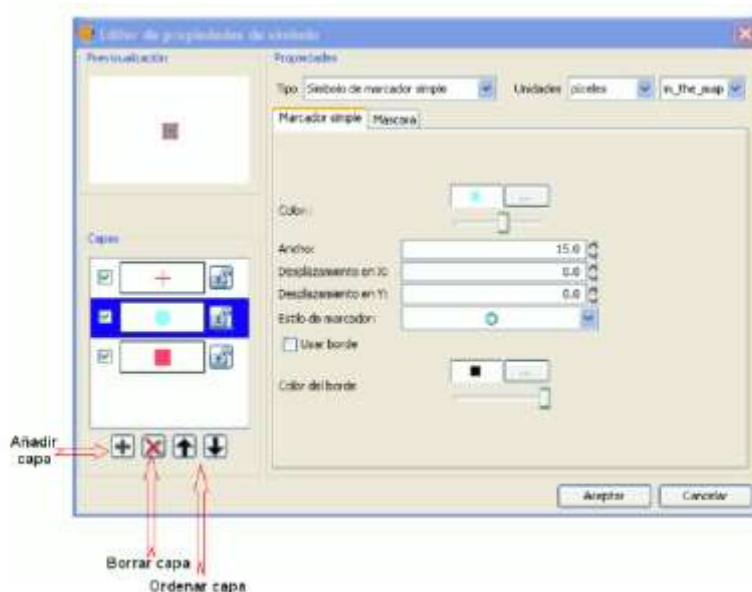 Editor de propiedades de símbolo
Previsualización
Propiedades
Tipo Símbolo de marcador simple
Unidades píxeles
in_the_map
Marcador simple
Máscara
Color:
...
Ancho:
15.0
Desplazamiento en X:
0.0
Desplazamiento en Y:
0.0
Estilo de marcador:
Usar borde
Color del borde
...
Capas
Añadir
capa
Aceptar
Cancelar
Borrar capa
Ordenar capa